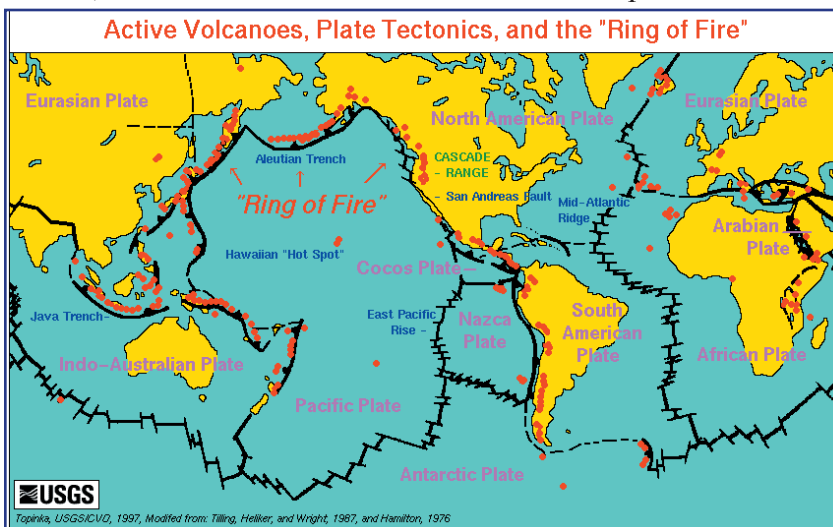 Active Volcanoes, Plate Tectonics, and the "Ring of Fire"
Eurasian Plate
North American Plate
Eurasian Plate
Aleutian Trench
CASCADE
- RANGE
"Ring of Fire"
- San Andreas Fault
Mid-Atlantic
Ridge
Arabian
Plate
Hawaiian "Hot Spot"
Cocos Plate
Java Trench-
East Pacific
Rise -
Nazca
Plate
South
American
Plate
Indo-Australian Plate
African Plate
Pacific Plate
Antarctic Plate
USGS
Topinka, USGS/CVO, 1997, Modifed from: Tilling, Heliker, and Wright, 1987, and Hamilton, 1976